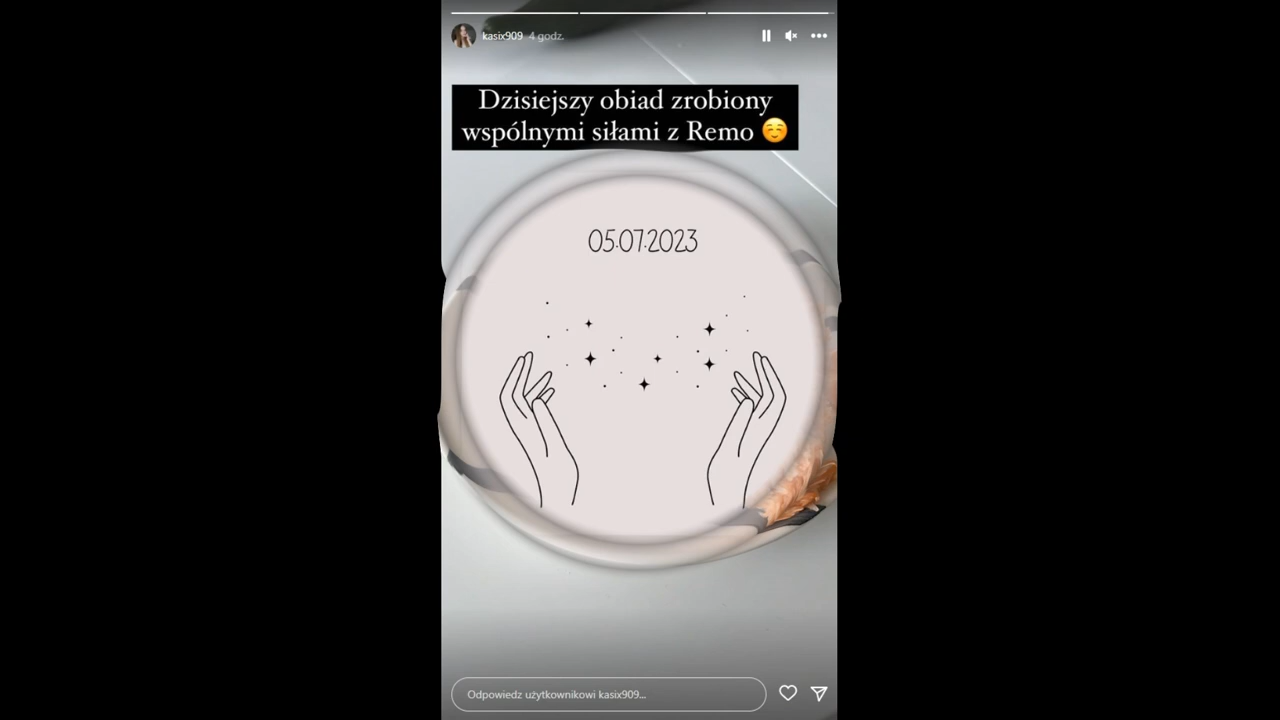 kasix909 4 godz.
Dzisiejszy obiad zrobiony
wspólnymi siłami z Remo ☺️
05.07.2023
Odpowiedz użytkownikowi kasix909...